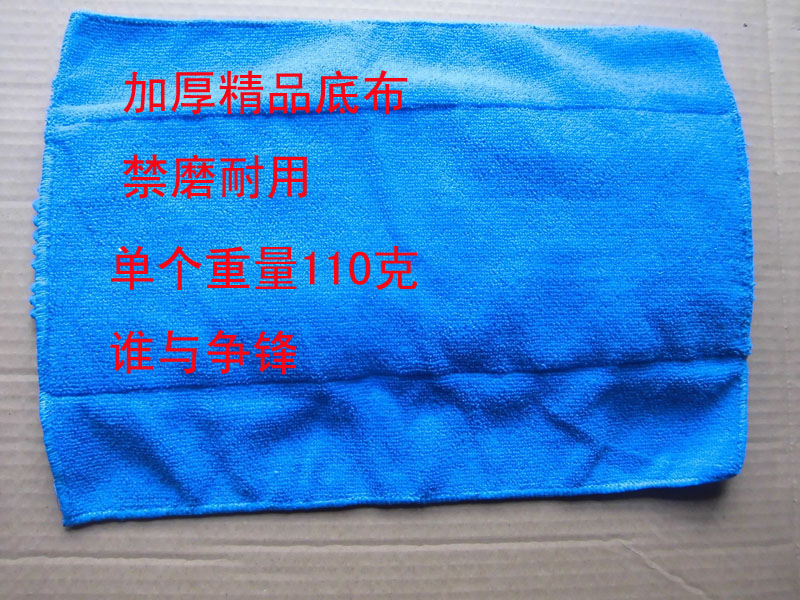 加厚精品底布
禁磨耐用
单个重量110克
谁与争锋